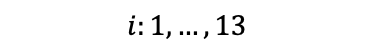 i: 1, … , 13